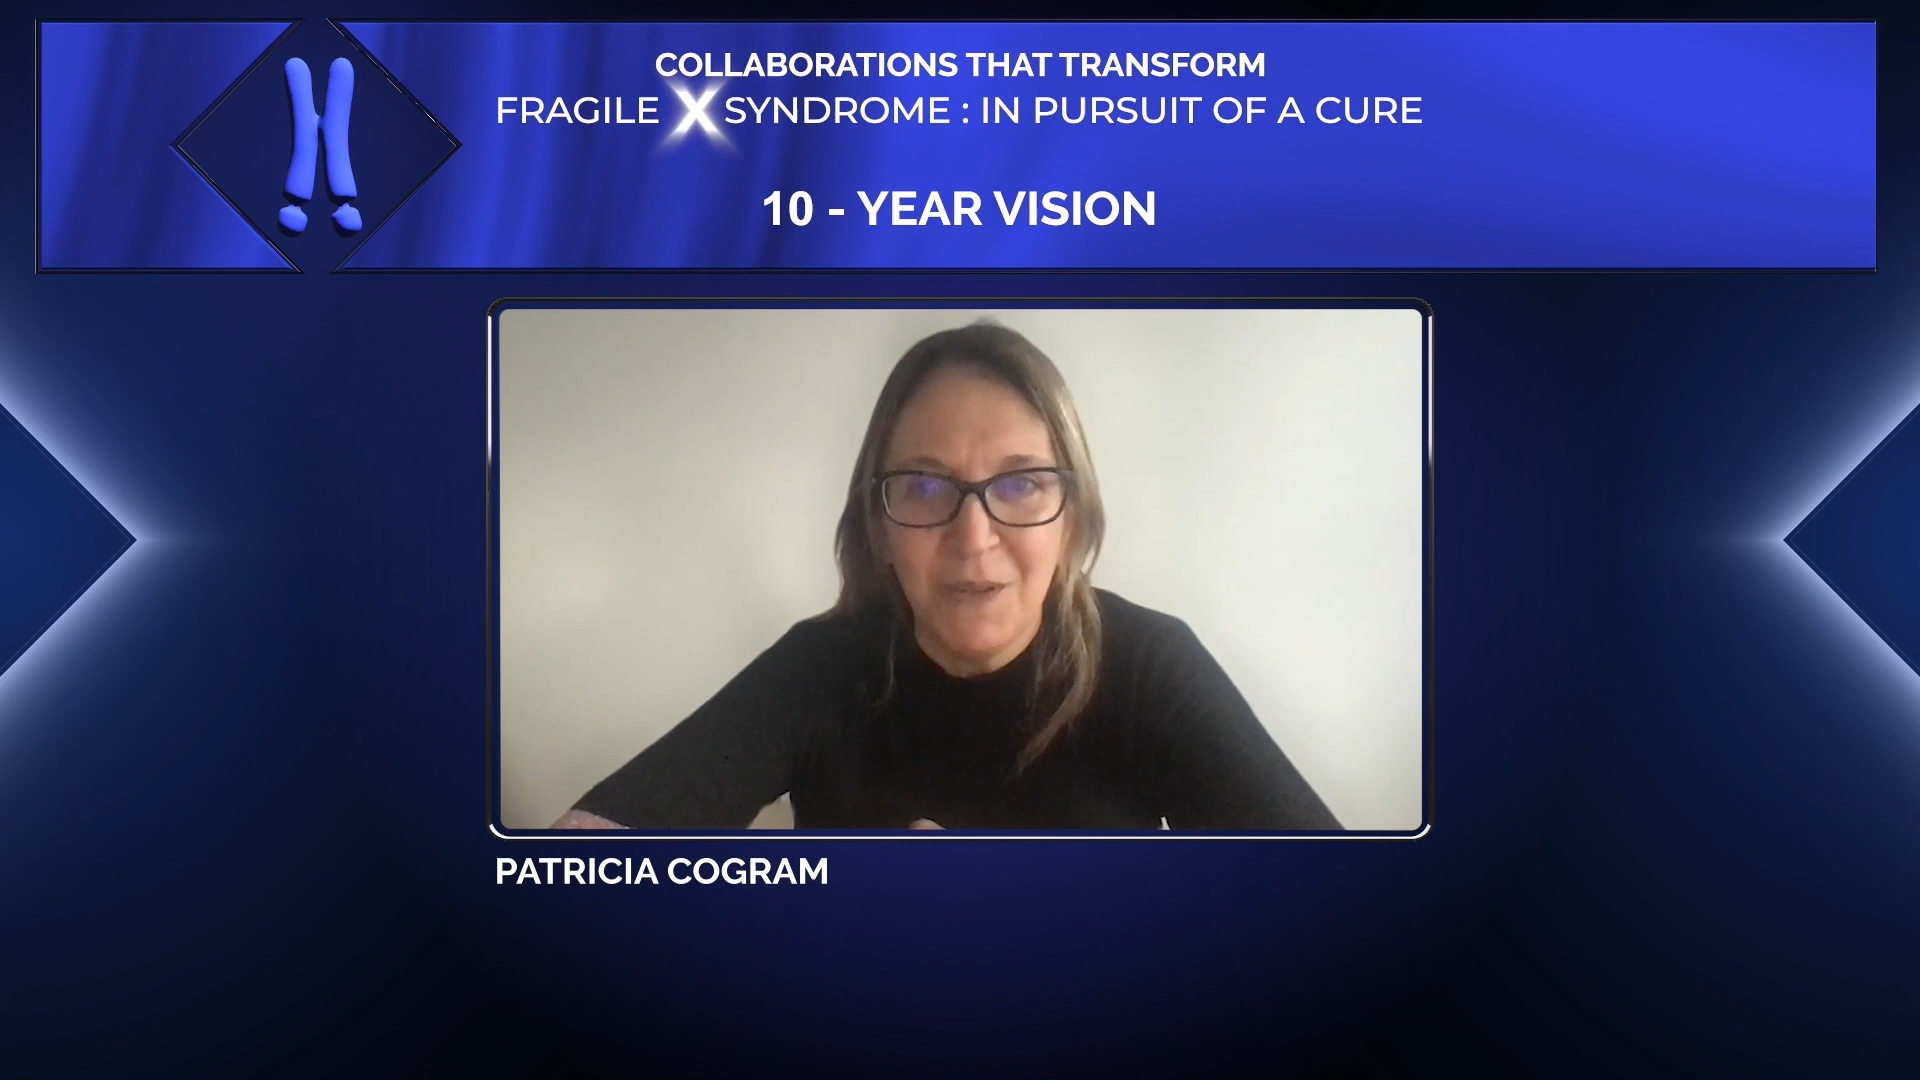 COLLABORATIONS THAT TRANSFORM
FRAGILE X SYNDROME : IN PURSUIT OF A CURE
10 - YEAR VISION
PATRICIA COGRAM